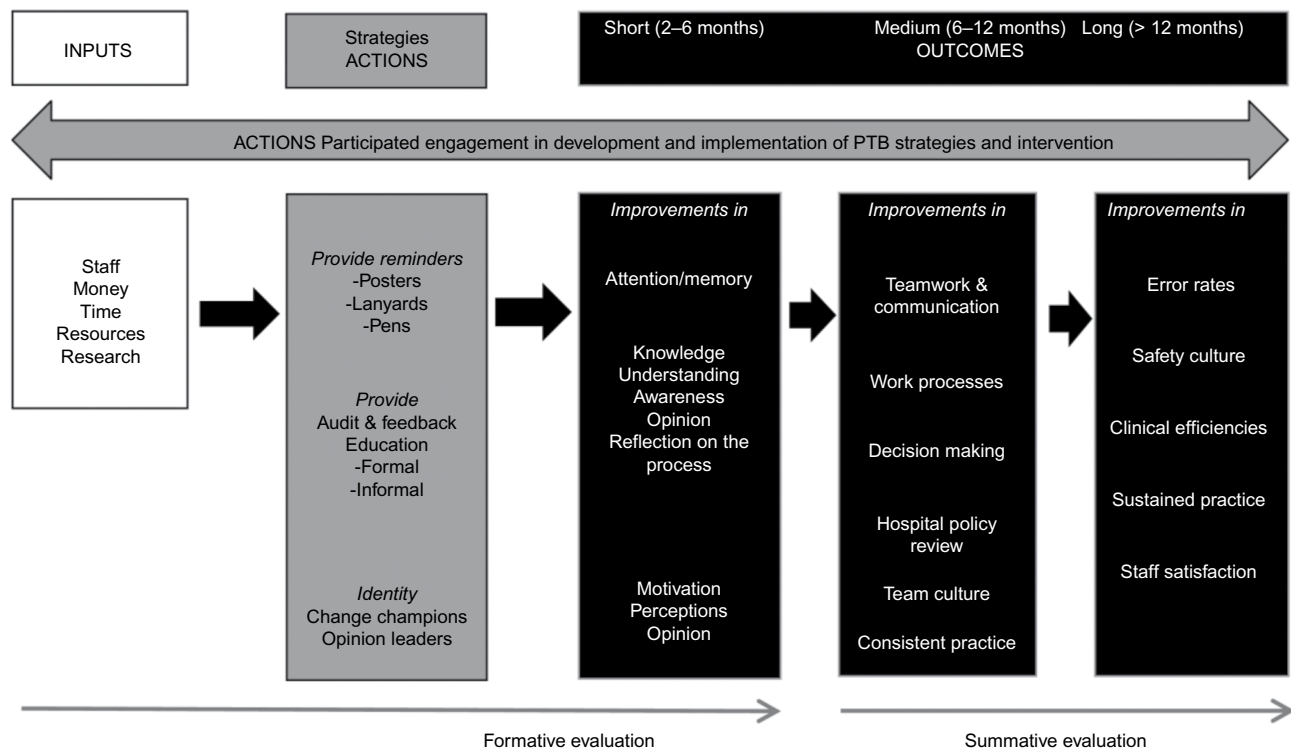 INPUTS
Strategies
ACTIONS
Short (2–6 months)
Medium (6–12 months)
Long (> 12 months)
OUTCOMES
ACTIONS Participated engagement in development and implementation of PTB strategies and intervention
Staff
Money
Time
Resources
Research
Provide reminders
-Posters
-Lanyards
-Pens
Provide
Audit & feedback
Education
-Formal
-Informal
Identity
Change champions
Opinion leaders
Improvements in
Attention/memory
Knowledge
Understanding
Awareness
Opinion
Reflection on the
process
Motivation
Perceptions
Opinion
Improvements in
Teamwork &
communication
Work processes
Decision making
Hospital policy
review
Team culture
Consistent practice
Improvements in
Error rates
Safety culture
Clinical efficiencies
Sustained practice
Staff satisfaction
Formative evaluation
Summative evaluation